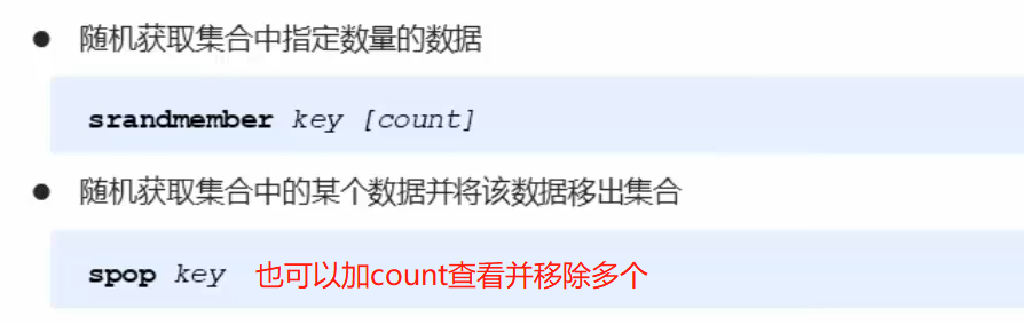 ● 随机获取集合中指定数量的数据
srandmember key [count]
● 随机获取集合中的某个数据并将该数据移出集合
spop key 也可以加count查看并移除多个